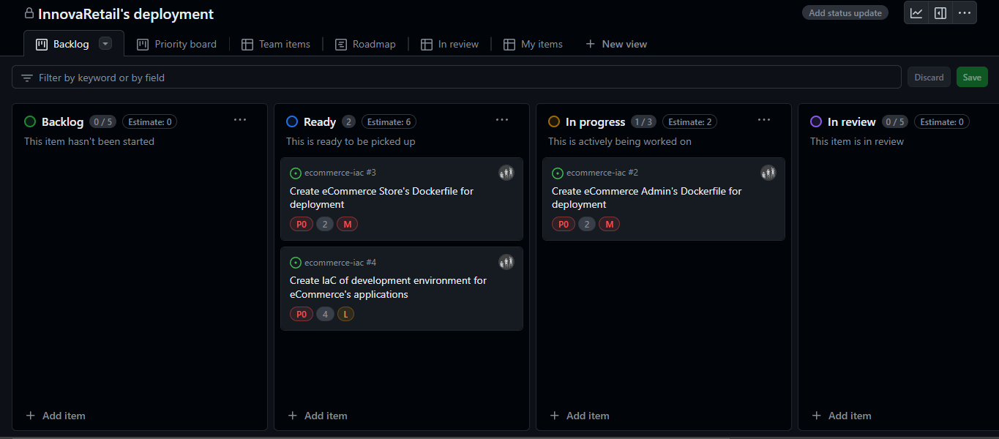 InnovaRetail's deployment
Add status update
Backlog
Priority board
Team items
Roadmap
In review
My items
New view
Filter by keyword or by field
Discard
Save
Backlog 0 / 5 Estimate: 0
This item hasn't been started
Add item
Ready 2 Estimate: 6
This is ready to be picked up
ecommerce-iac #3
Create eCommerce Store's Dockerfile for
deployment
P0 2 M
ecommerce-iac #4
Create IaC of development environment for
eCommerce's applications
P0 4 L
Add item
In progress 1 / 3 Estimate: 2
This is actively being worked on
ecommerce-iac #2
Create eCommerce Admin's Dockerfile for
deployment
P0 2 M
Add item
In review 0 / 5 Estimate: 0
This item is in review
Add item